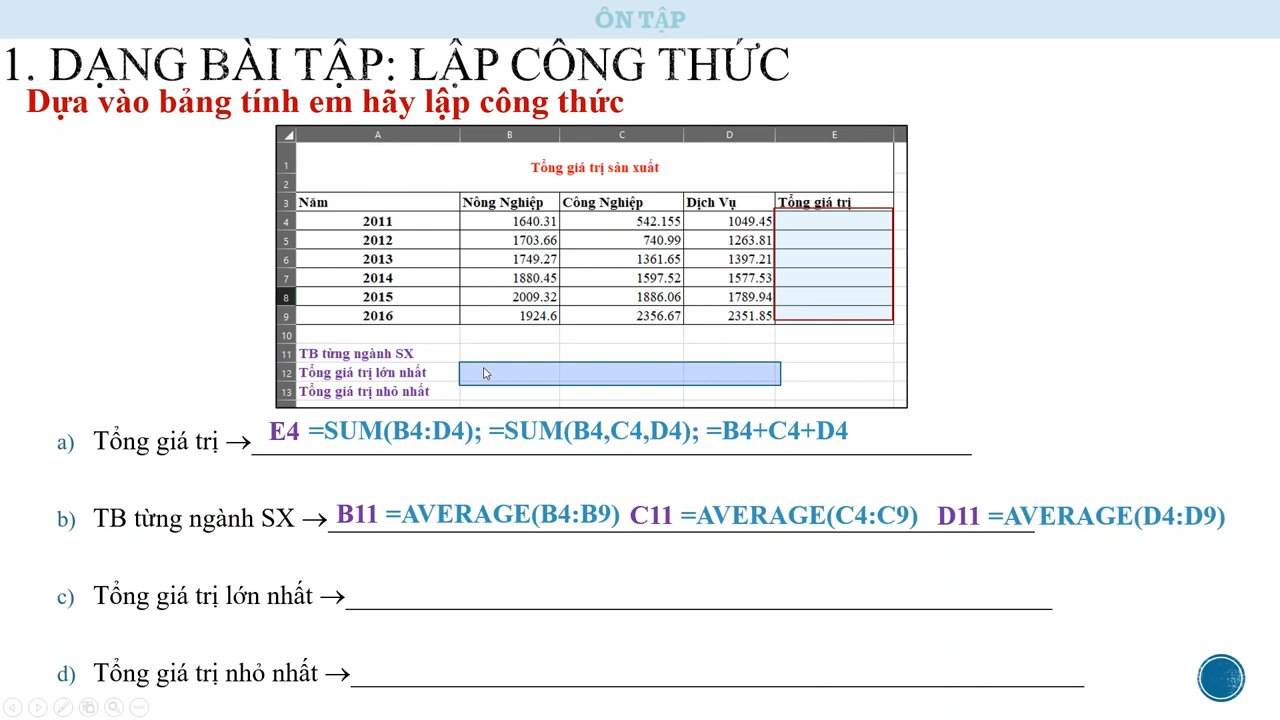 ÔN TẬP
1. DẠNG BÀI TẬP: LẬP CÔNG THỨC
Dựa vào bảng tính em hãy lập công thức
A B C D E
1 Tổng giá trị sản xuất
2
3 Năm Nông Nghiệp Công Nghiệp Dịch Vụ Tổng giá trị
4 2011 1640.31 542.155 1049.45
5 2012 1703.66 740.99 1263.81
6 2013 1749.27 1361.65 1397.21
7 2014 1880.45 1597.52 1577.53
8 2015 2009.32 1886.06 1789.94
9 2016 1924.6 2356.67 2351.85
10
11 TB từng ngành SX
12 Tổng giá trị lớn nhất
13 Tổng giá trị nhỏ nhất
a) Tổng giá trị → E4 =SUM(B4:D4); =SUM(B4,C4,D4); =B4+C4+D4
b) TB từng ngành SX → B11 =AVERAGE(B4:B9) C11 =AVERAGE(C4:C9) D11 =AVERAGE(D4:D9)
c) Tổng giá trị lớn nhất →
d) Tổng giá trị nhỏ nhất →